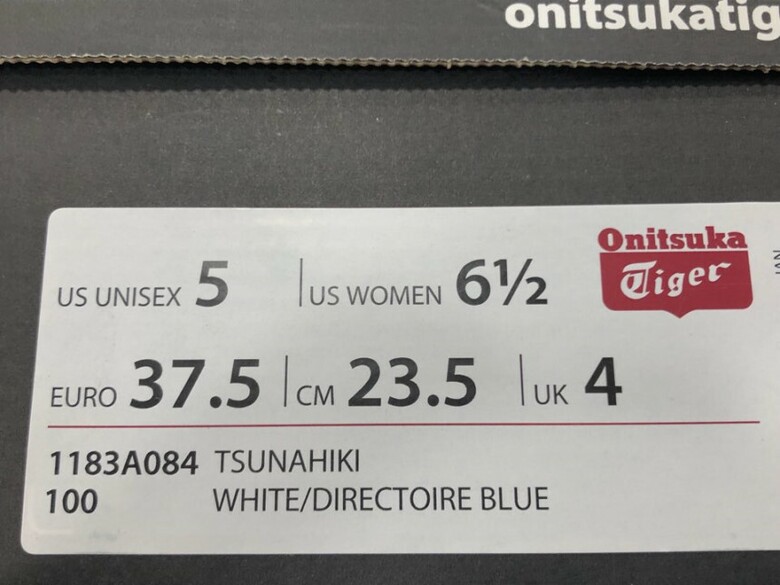 onitsukatig
US UNISEX 5 US WOMEN 6½
Onitsuka
Tiger
EURO 37.5 CM 23.5 UK 4
1183A084 TSUNAHIKI
100 WHITE/DIRECTOIRE BLUE